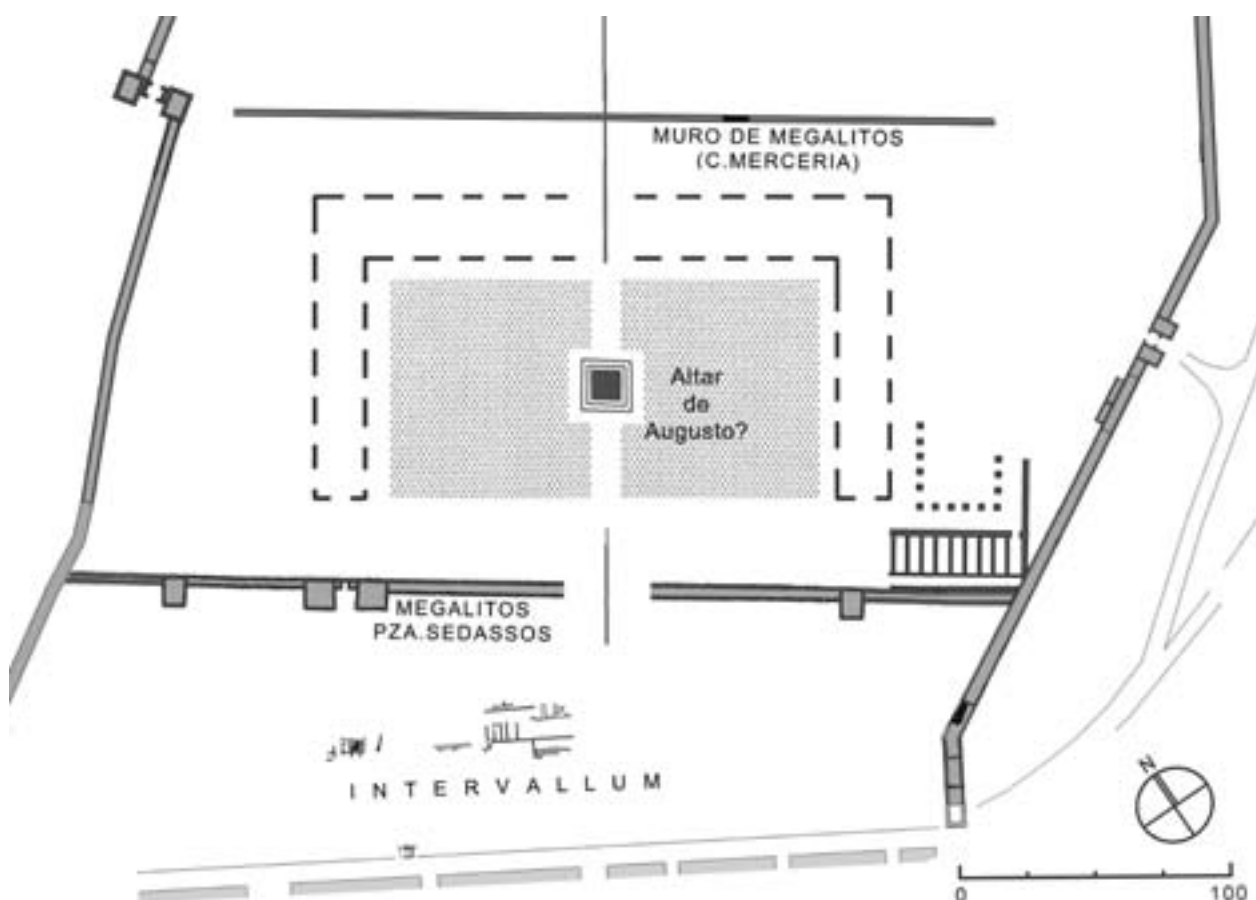 MURO DE MEGALITOS
(C.MERCERIA)
Altar
de
Augusto?
MEGALITOS
PZA.SEDASSOS
INTERVALLUM
N
0 100